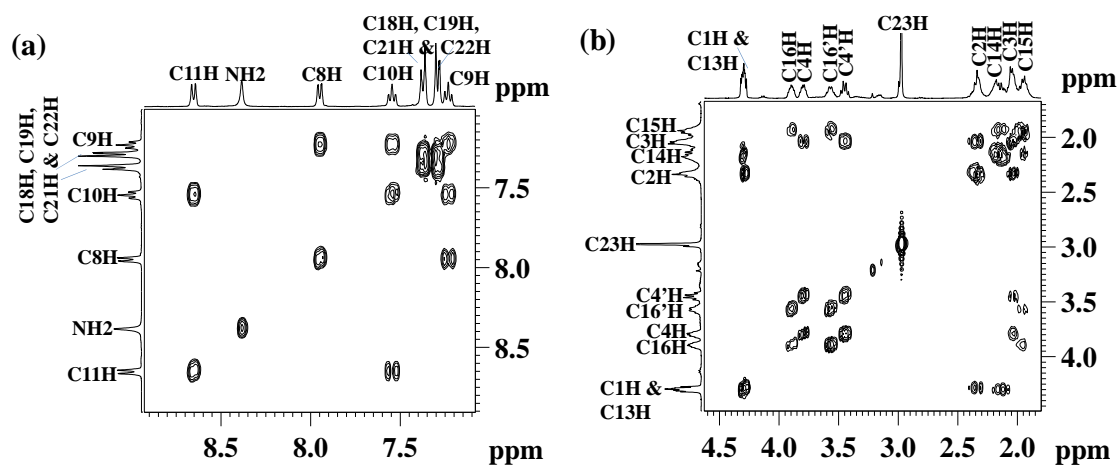 (a)
C18H, C19H,
C21H &
C22H
C11H
NH2
C8H
C10H
C9H
ppm
C9H
C18H, C19H,
C21H & C22H
C10H
C8H
NH2
C11H
7.5
8.0
8.5
8.5
8.0
7.5
ppm
(b)
C1H &
C13H
C16H
C4H
C16’H
C4’H
C23H
C2H
C14H
C3H
C15H
ppm
C15H
C3H
C14H
C2H
C23H
C4’H
C16’H
C4H
C16H
C1H &
C13H
2.0
2.5
3.0
3.5
4.0
4.5
4.0
3.5
3.0
2.5
2.0
ppm